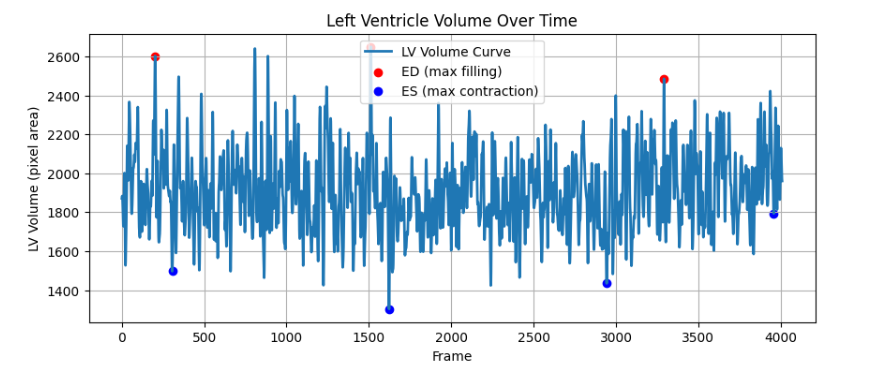 Left Ventricle Volume Over Time
LV Volume Curve
ED (max filling)
ES (max contraction)
LV Volume (pixel area)
2600
2400
2200
2000
1800
1600
1400
0 500 1000 1500 2000 2500 3000 3500 4000
Frame